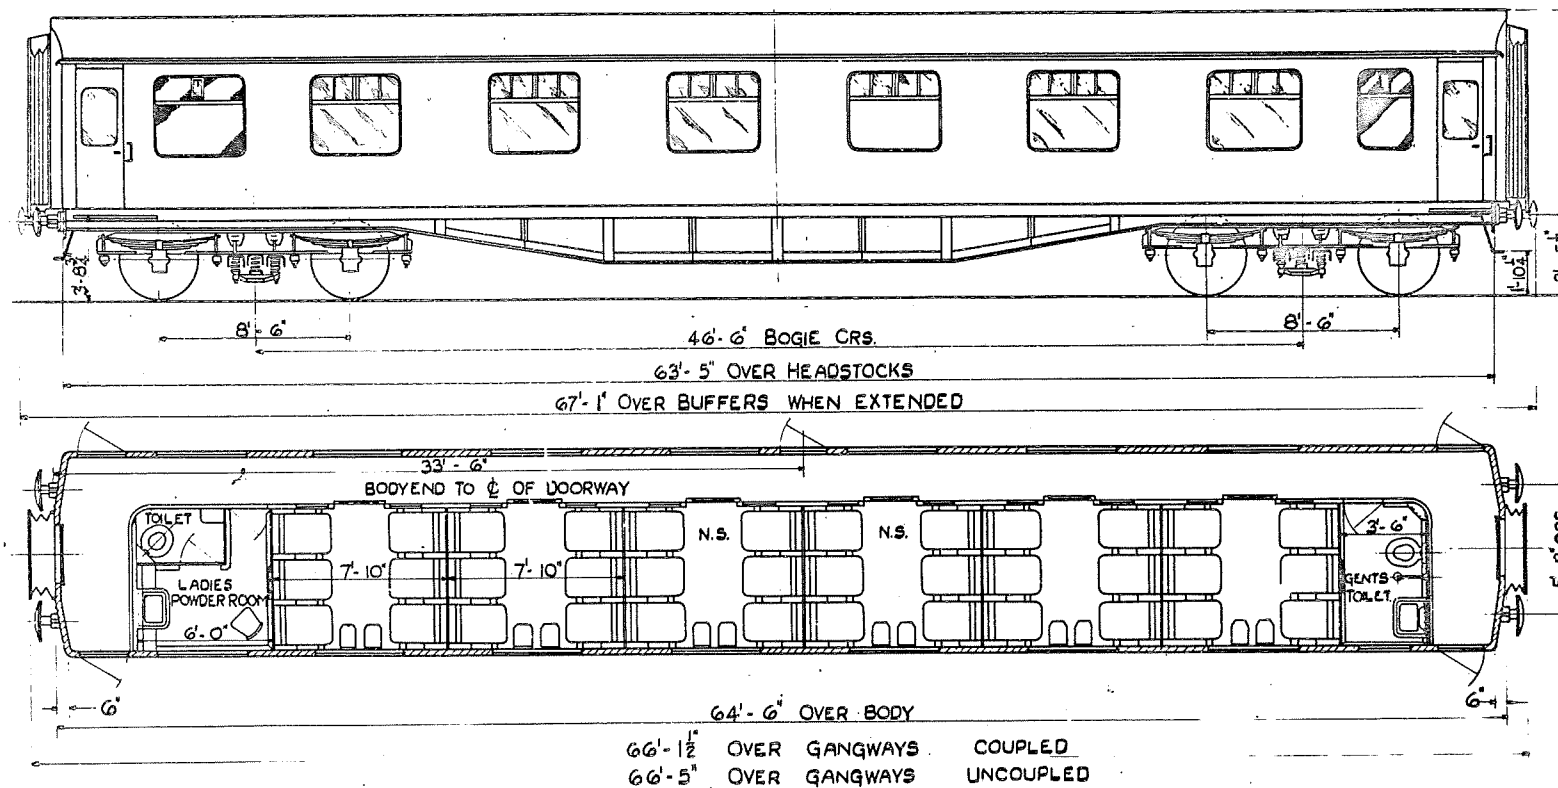 3'-8¾"
1'-10¼"
8'-6"
8'-6"
46'-6" BOGIE CRS.
63'-5" OVER HEADSTOCKS
67'-1" OVER BUFFERS WHEN EXTENDED
33'-6"
BODYEND TO ℄ OF DOORWAY
TOILET
N.S.
N.S.
3'-6"
7'-10"
7'-10"
LADIES
POWDER ROOM
GENTS
TOILET
6'-0"
6"
64'-6" OVER BODY
6"
66'-1½" OVER GANGWAYS COUPLED
66'-5" OVER GANGWAYS UNCOUPLED